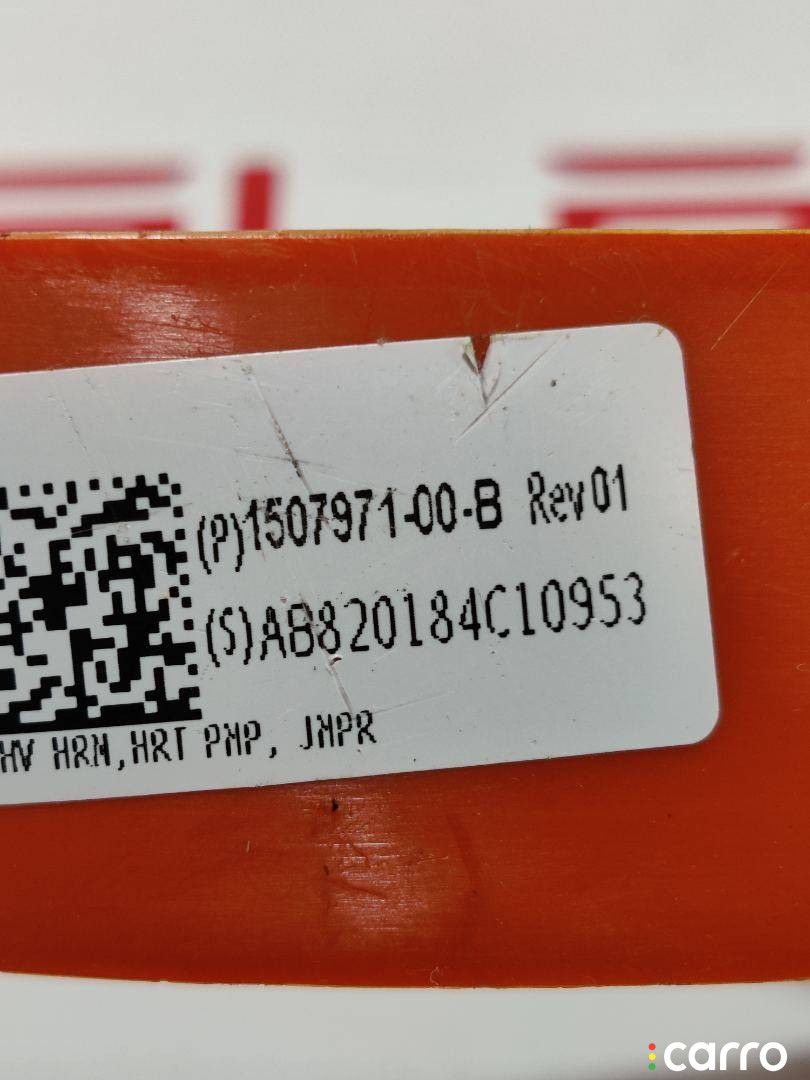 (P)1507971-00-B Rev01
(S)AB820184C10953
HV HRN,HRT PMP, JMPR
carro